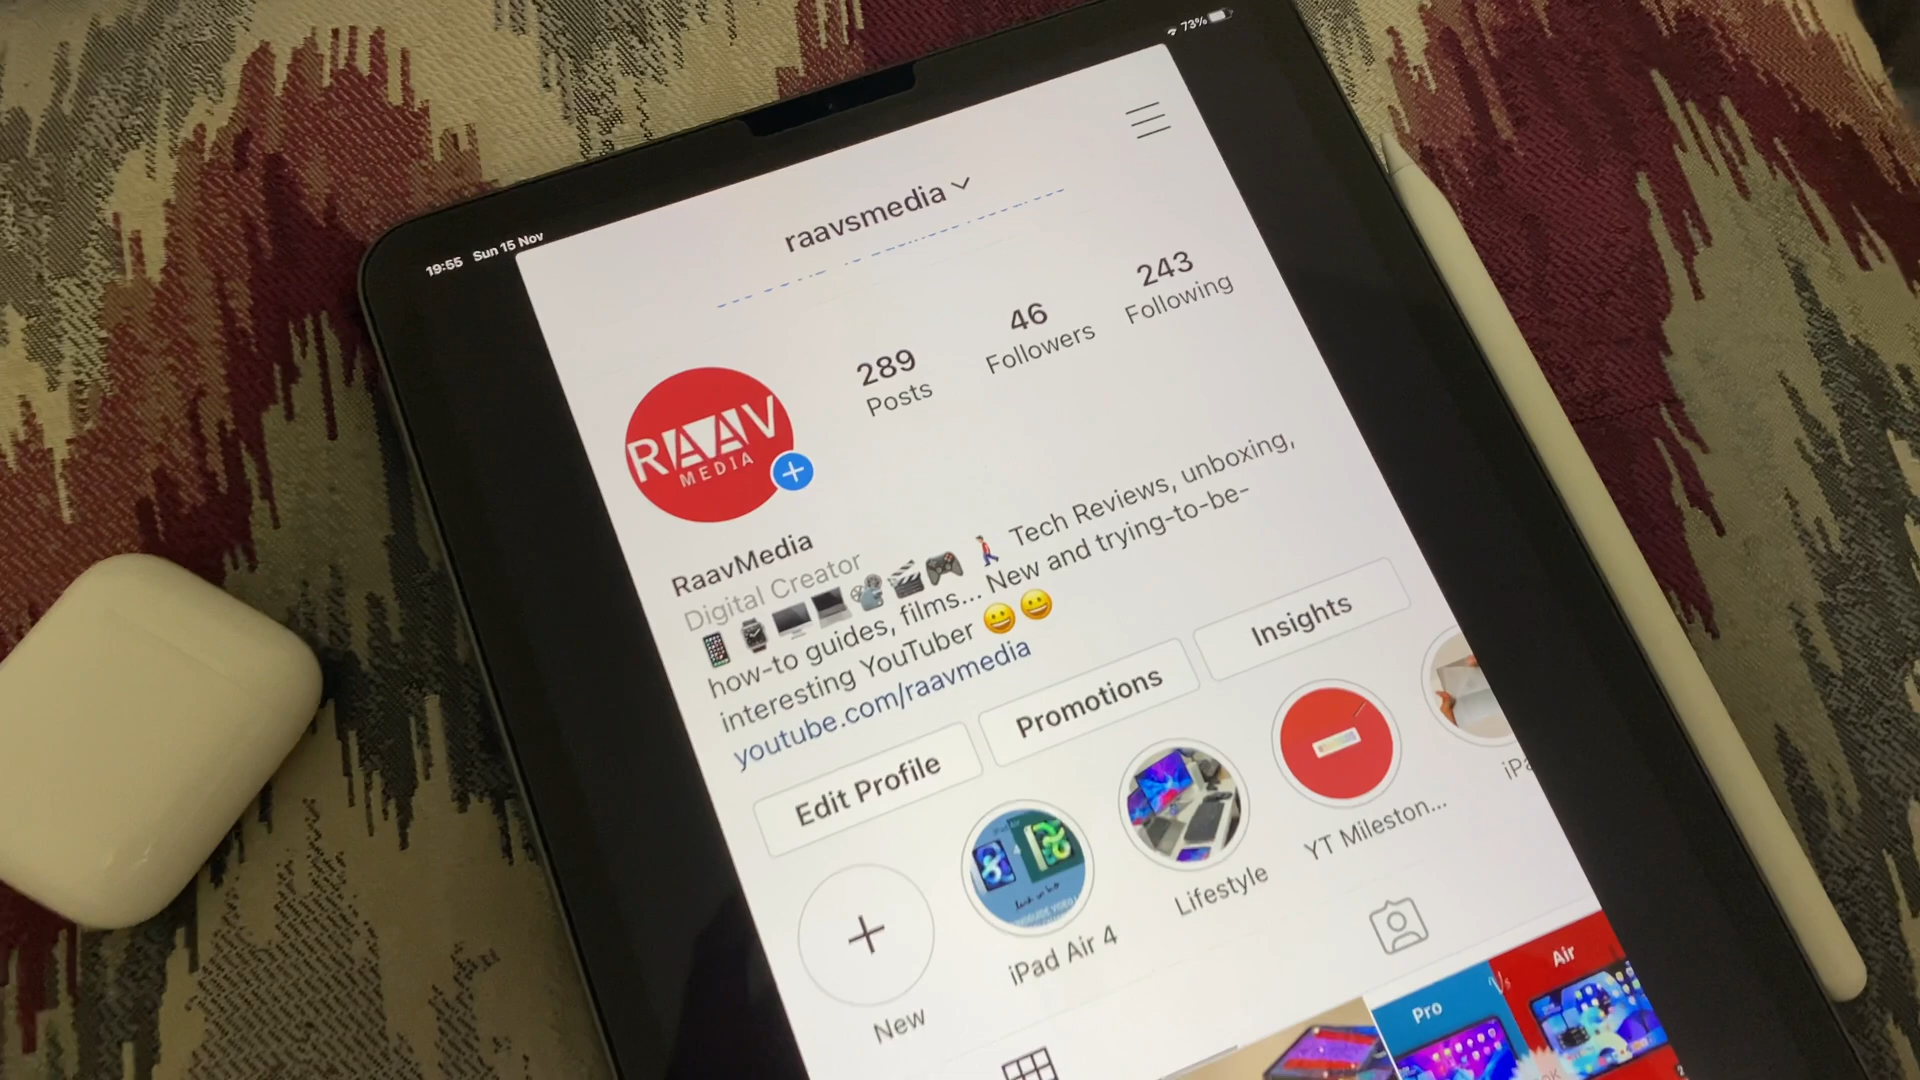 19:55 Sun 15 Nov
73%
raavsmedia
289
Posts
46
Followers
243
Following
RAAV
MEDIA
RaavMedia
Digital Creator
Tech Reviews, unboxing,
how-to guides, films... New and trying-to-be-
interesting YouTuber
youtube.com/raavmedia
Edit Profile
Promotions
Insights
New
iPad Air 4
Lifestyle
YT Mileston...
iPa
Pro
Vs
Air